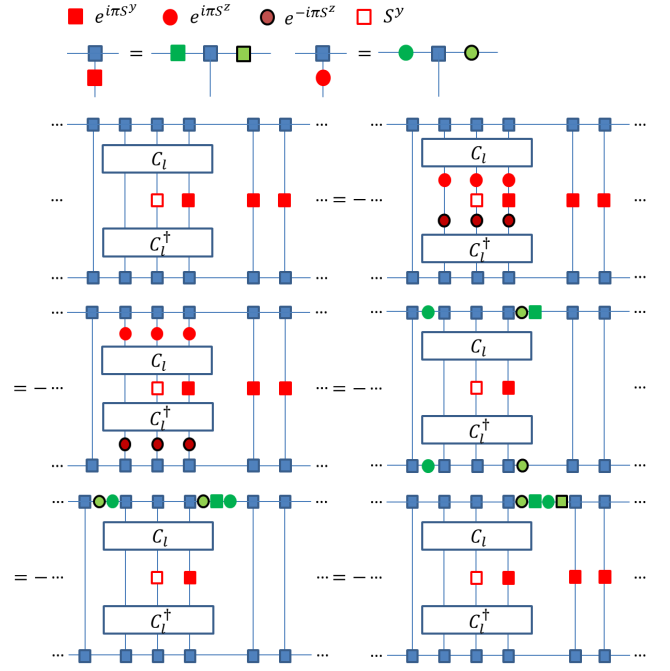 e^{iπS^y} e^{iπS^z} e^{-iπS^z} S^y
= =
... ... ... ...
C_l C_l
... ... = − ... ...
C_l^† C_l^†
... ... ... ...
... ... ... ...
C_l C_l
= − ... ... = − ... ...
C_l^† C_l^†
... ... ... ...
... ... ... ...
C_l C_l
= − ... ... = − ... ...
C_l^† C_l^†
... ... ... ...